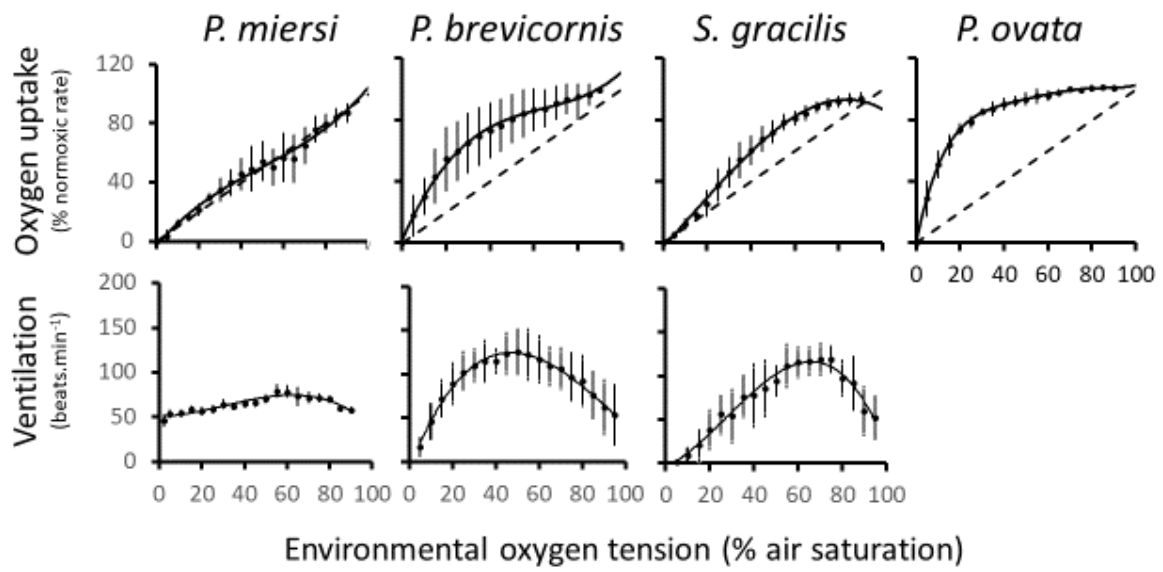 P. miersi P. brevicornis S. gracilis P. ovata
Oxygen uptake
(% normoxic rate)
120
80
40
0
0 20 40 60 80 100
Ventilation
(beats.min-1)
200
150
100
50
0
0 20 40 60 80 100 0 20 40 60 80 100 0 20 40 60 80 100
Environmental oxygen tension (% air saturation)